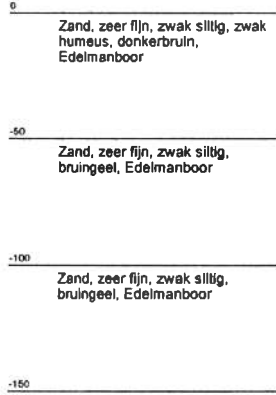 0
Zand, zeer fijn, zwak siltig, zwak
humeus, donkerbruin,
Edelmanboor
-50
Zand, zeer fijn, zwak siltig,
bruingeel, Edelmanboor
-100
Zand, zeer fijn, zwak siltig,
bruingeel, Edelmanboor
-150